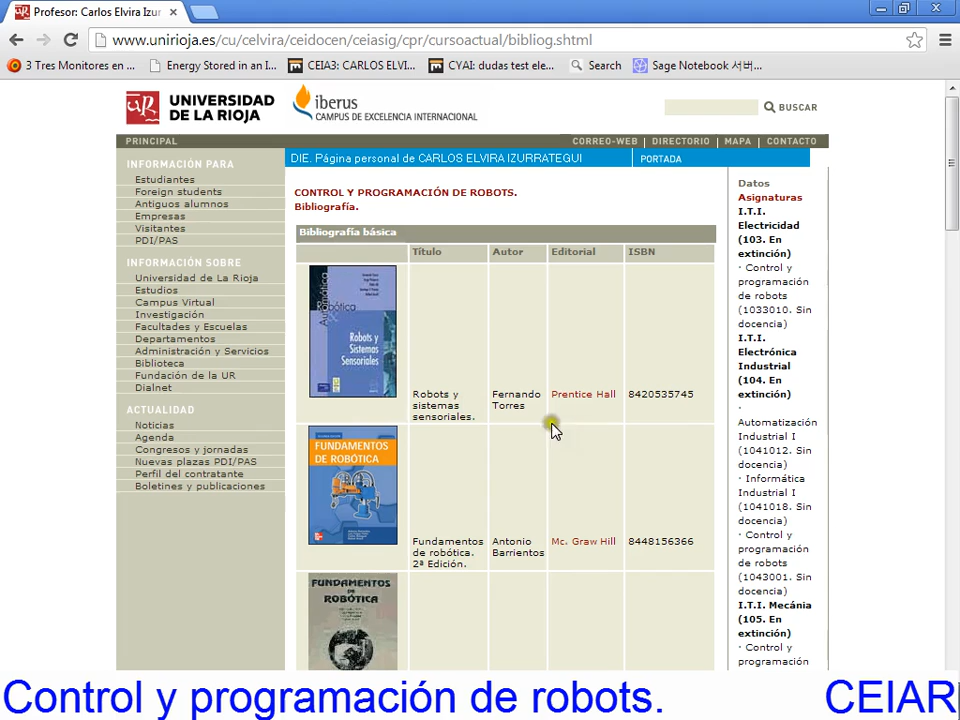 Profesor: Carlos Elvira Izur
www.unirioja.es/cu/celvira/ceidocen/ceiasig/cpr/cursoactual/bibliog.shtml
3 Tres Monitores en ...
Energy Stored in an I...
CEIA3: CARLOS ELVI...
CYAI: dudas test ele...
Search
Sage Notebook 서버...
UNIVERSIDAD
DE LA RIOJA
iberus
CAMPUS DE EXCELENCIA INTERNACIONAL
BUSCAR
PRINCIPAL
CORREO-WEB | DIRECTORIO | MAPA | CONTACTO
DIE. Página personal de CARLOS ELVIRA IZURRATEGUI
PORTADA
INFORMACIÓN PARA
Estudiantes
Foreign students
Antiguos alumnos
Empresas
Visitantes
PDI/PAS
INFORMACIÓN SOBRE
Universidad de La Rioja
Estudios
Campus Virtual
Investigación
Facultades y Escuelas
Departamentos
Administración y Servicios
Biblioteca
Fundación de la UR
Dialnet
ACTUALIDAD
Noticias
Agenda
Congresos y jornadas
Nuevas plazas PDI/PAS
Perfil del contratante
Boletines y publicaciones
CONTROL Y PROGRAMACIÓN DE ROBOTS.
Bibliografía.
Bibliografía básica
Título
Autor
Editorial
ISBN
Automática
Robótica
Robots y
Sistemas
Sensoriales
Robots y
sistemas
sensoriales.
Fernando
Torres
Prentice Hall
8420535745
FUNDAMENTOS
DE ROBÓTICA
Fundamentos
de robótica.
2ª Edición.
Antonio
Barrientos
Mc. Graw Hill
8448156366
FUNDAMENTOS
DE
ROBÓTICA
Datos
Asignaturas
I.T.I.
Electricidad
(103. En
extinción)
· Control y
programación
de robots
(1033010. Sin
docencia)
I.T.I.
Electrónica
Industrial
(104. En
extinción)
·
Automatización
Industrial I
(1041012. Sin
docencia)
· Informática
Industrial I
(1041018. Sin
docencia)
· Control y
programación
de robots
(1043001. Sin
docencia)
I.T.I. Mecánia
(105. En
extinción)
· Control y
programación
Control y programación de robots.
CEIAR